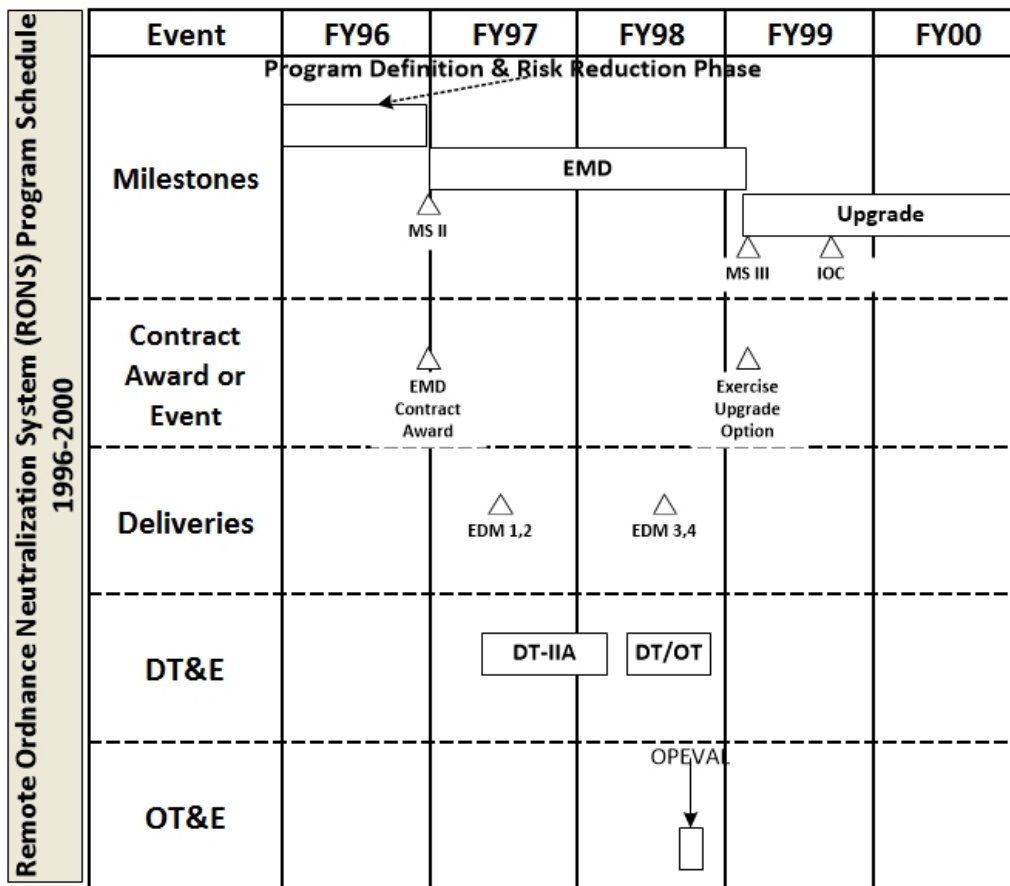 Remote Ordnance Neutralization System (RONS) Program Schedule
1996-2000
Event
FY96
FY97
FY98
FY99
FY00
Program Definition & Risk Reduction Phase
Milestones
EMD
Upgrade
MS II
MS III
IOC
Contract
Award or
Event
EMD
Contract
Award
Exercise
Upgrade
Option
Deliveries
EDM 1,2
EDM 3,4
DT&E
DT-IIA
DT/OT
OT&E
OPEVAL